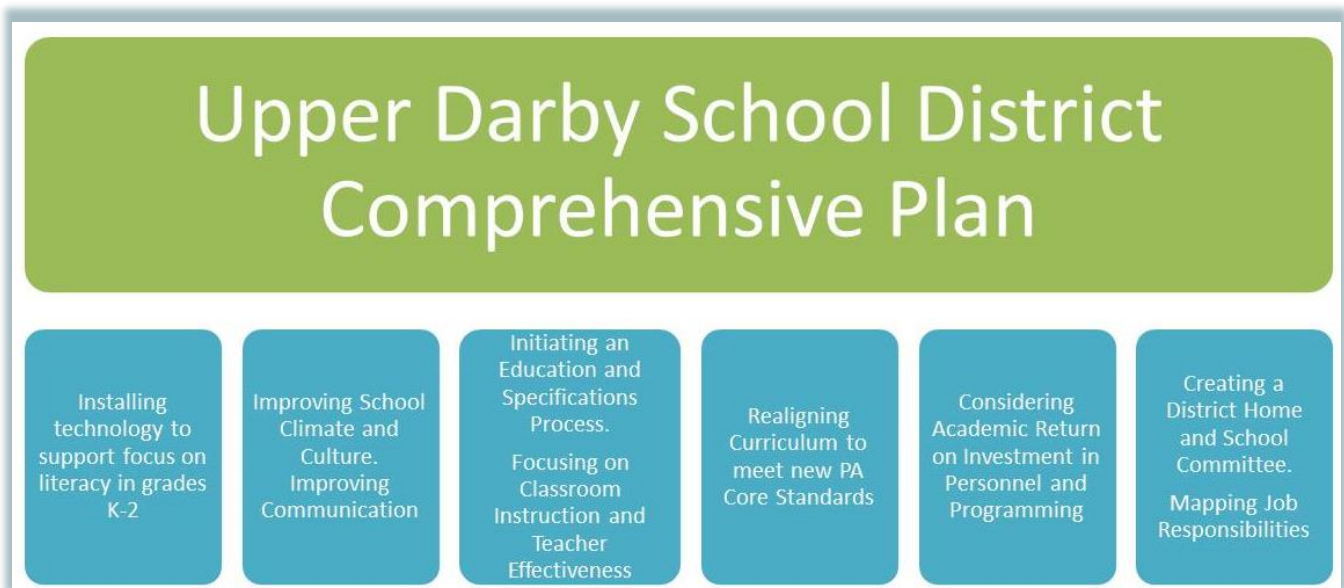 Upper Darby School District
Comprehensive Plan
Installing
technology to
support focus on
literacy in grades
K-2
Improving School
Climate and
Culture.
Improving
Communication
Initiating an
Education and
Specifications
Process.
Focusing on
Classroom
Instruction and
Teacher
Effectiveness
Realigning
Curriculum to
meet new PA
Core Standards
Considering
Academic Return
on Investment in
Personnel and
Programming
Creating a
District Home
and School
Committee.
Mapping Job
Responsibilities